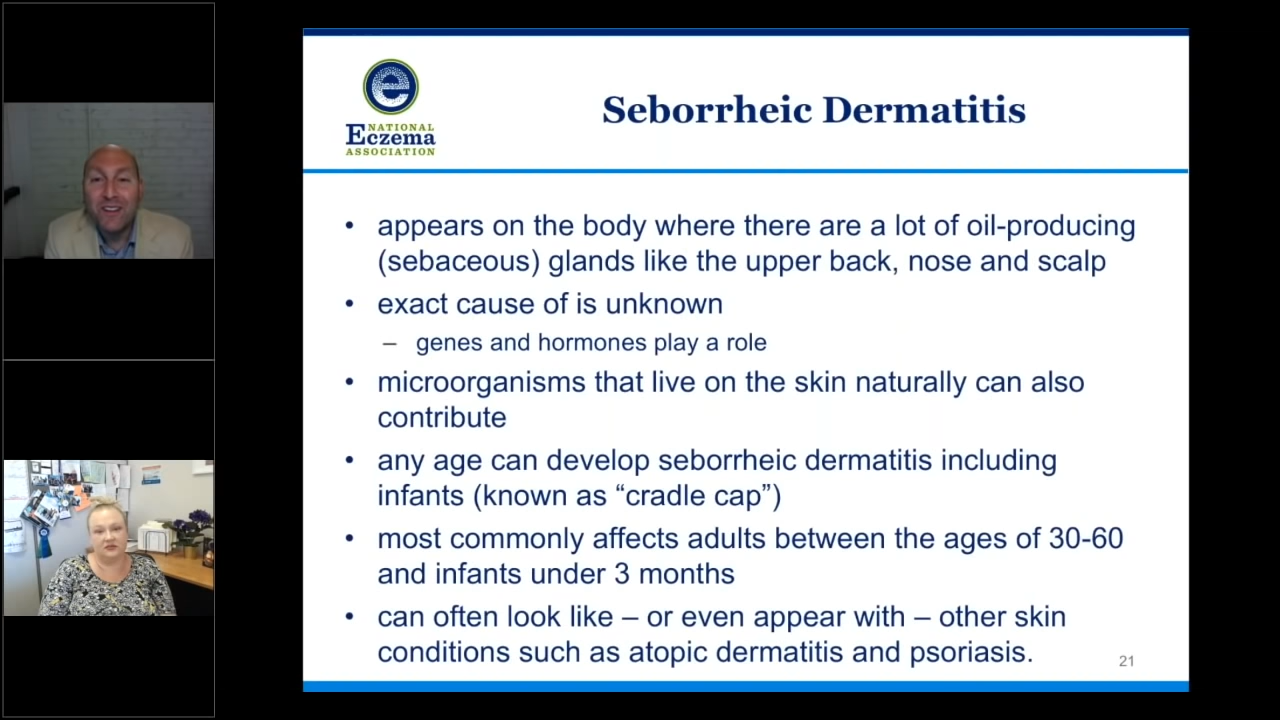 NATIONAL
Eczema
ASSOCIATION
Seborrheic Dermatitis
• appears on the body where there are a lot of oil-producing
(sebaceous) glands like the upper back, nose and scalp
• exact cause of is unknown
– genes and hormones play a role
• microorganisms that live on the skin naturally can also
contribute
• any age can develop seborrheic dermatitis including
infants (known as “cradle cap”)
• most commonly affects adults between the ages of 30-60
and infants under 3 months
• can often look like – or even appear with – other skin
conditions such as atopic dermatitis and psoriasis.
21